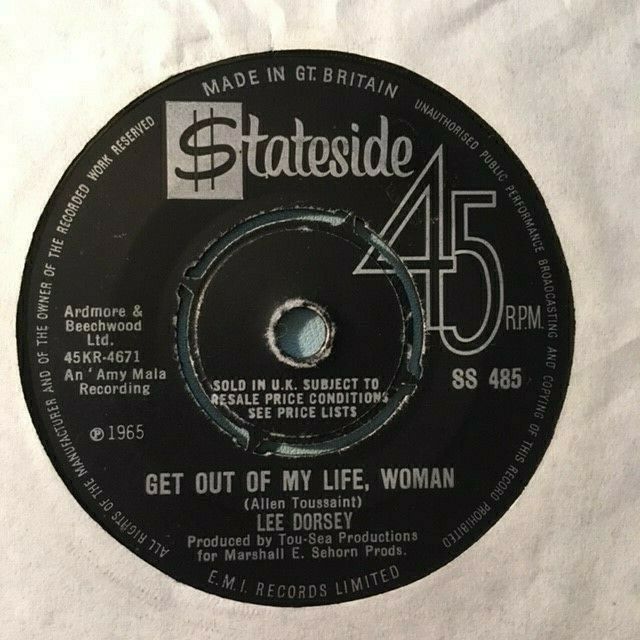 MADE IN GT. BRITAIN
UNAUTHORISED PUBLIC PERFORMANCE BROADCASTING AND COPYING OF THIS RECORD PROHIBITED
ALL RIGHTS OF THE MANUFACTURER AND OF THE OWNER OF THE RECORDED WORK RESERVED
$tateside
45
R.P.M.
Ardmore &
Beechwood
Ltd.
45KR-4671
An 'Amy Mala
Recording
SS 485
SOLD IN U.K. SUBJECT TO
RESALE PRICE CONDITIONS
SEE PRICE LISTS
℗ 1965
GET OUT OF MY LIFE, WOMAN
(Allen Toussaint)
LEE DORSEY
Produced by Tou-Sea Productions
for Marshall E. Sehorn Prods.
E.M.I. RECORDS LIMITED